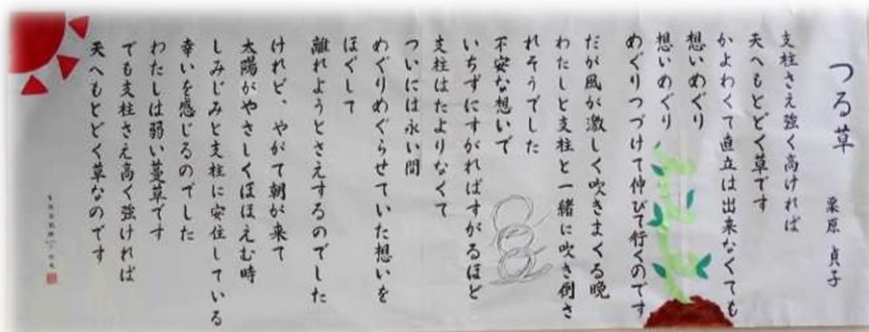 つる草
栗原 貞子
支柱さえ強く高ければ
天へもとどく草です
かよわくて直立は出来なくても
想いめぐり
想いめぐり
めぐりつづけて伸びて行くのです
だが風が激しく吹きまくる晩
わたしと支柱と一緒に吹き倒さ
れそうでした
不安な想いで
いちずにすがればすがるほど
支柱はたよりなくて
ついには永い間
めぐりめぐらせていた想いを
ほぐして
離れようとさえするのでした
けれど、やがて朝が来て
太陽がやさしくほほえむ時
しみじみと支柱に安住している
幸いを感じるのでした
わたしは弱い蔓草です
でも支柱さえ高く強ければ
天へもとどく草なのです